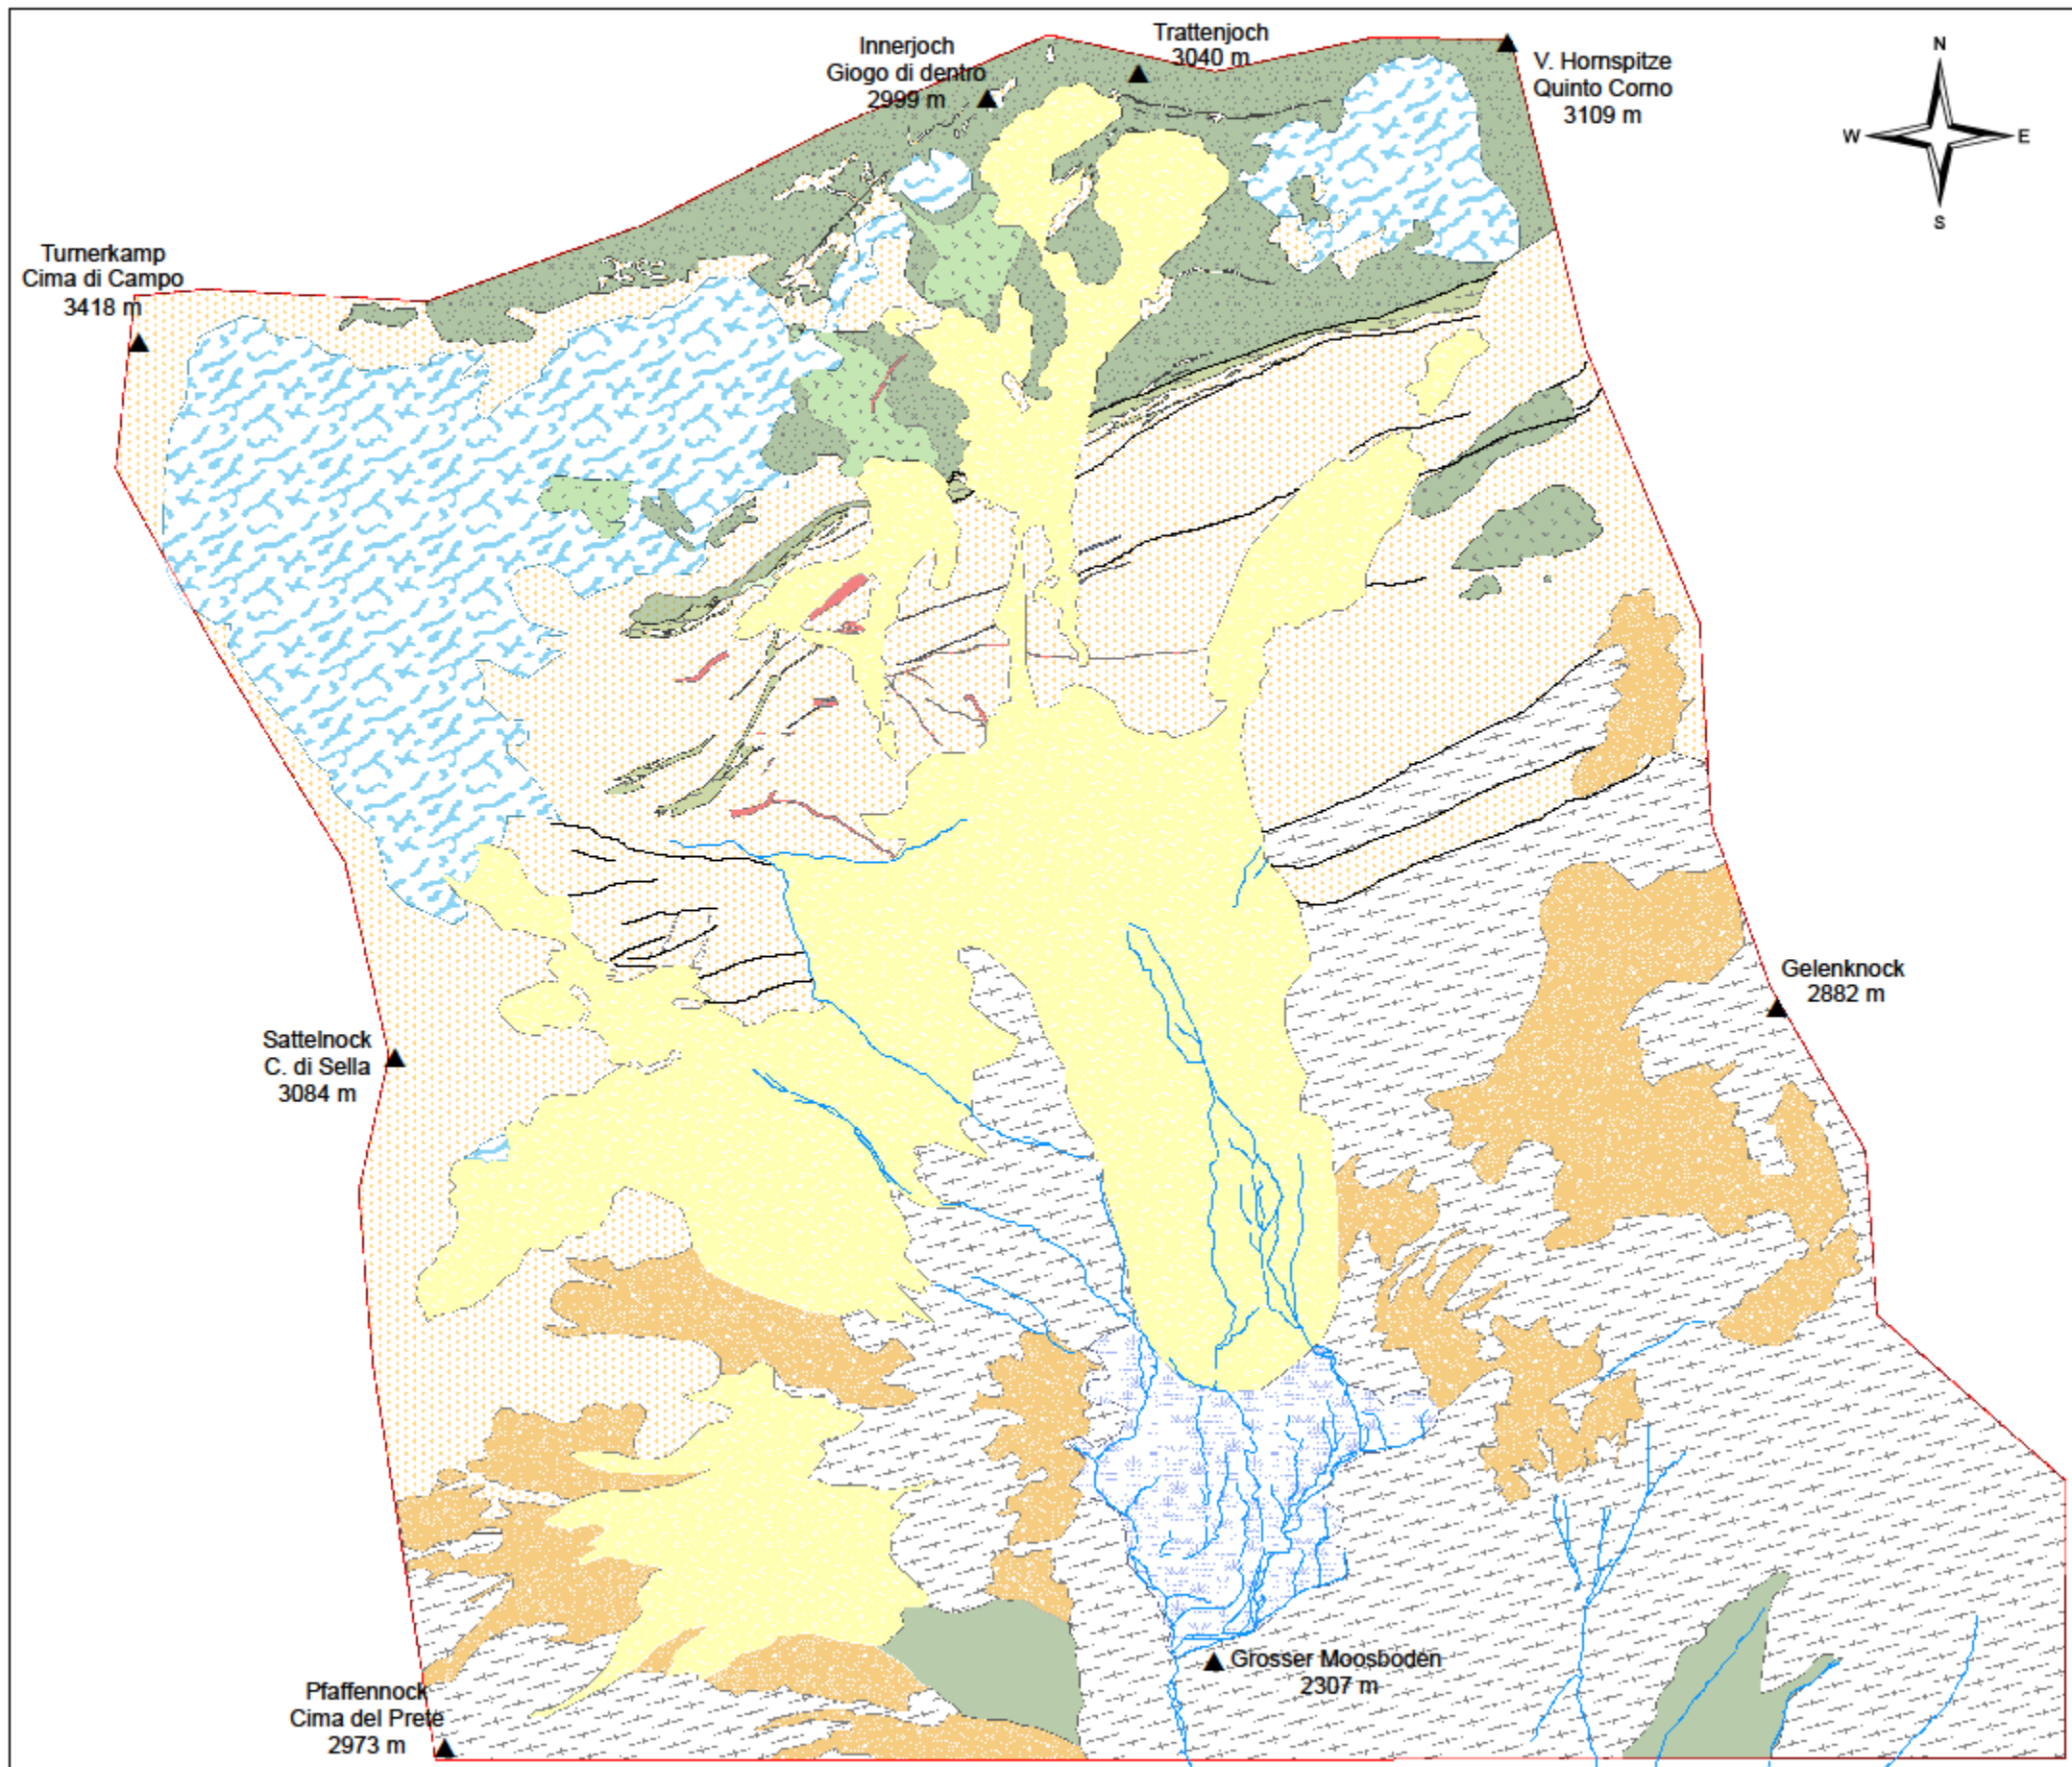 Trattenjoch
3040 m
Innerjoch
Giogo di dentro
2999 m
V. Hornspitze
Quinto Corno
3109 m
N
W
E
S
Turnerkamp
Cima di Campo
3418 m
Gelenknock
2882 m
Sattelnock
C. di Sella
3084 m
Grosser Moosboden
2307 m
Pfaffennock
Cima del Prete
2973 m